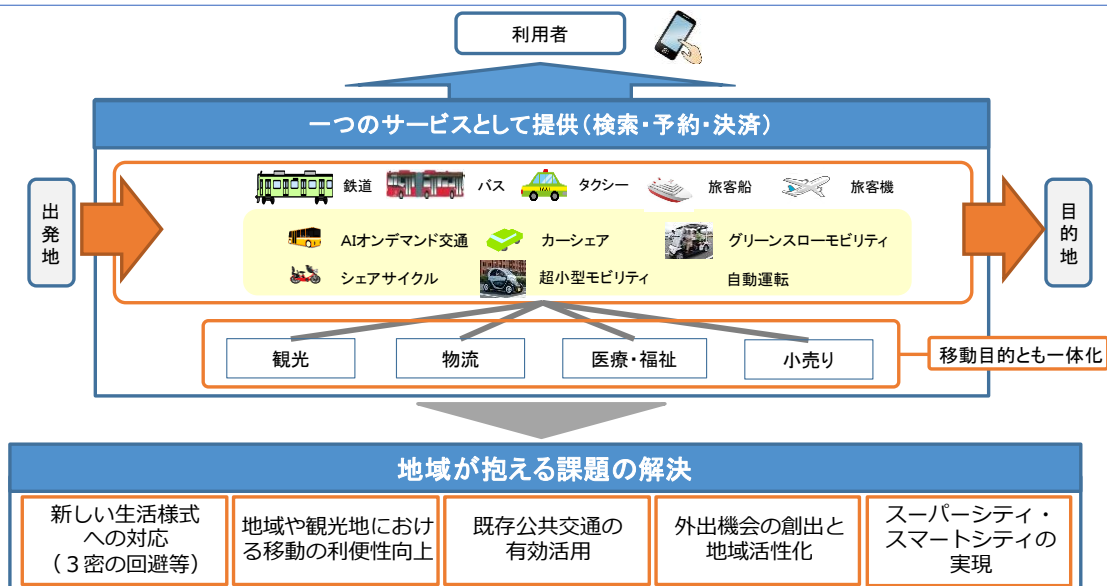 利用者
一つのサービスとして提供（検索・予約・決済）
出発地
鉄道
バス
タクシー
TAXI
旅客船
旅客機
AIオンデマンド交通
カーシェア
グリーンスローモビリティ
シェアサイクル
超小型モビリティ
自動運転
目的地
観光
物流
医療・福祉
小売り
移動目的とも一体化
地域が抱える課題の解決
新しい生活様式
への対応
（３密の回避等）
地域や観光地におけ
る移動の利便性向上
既存公共交通の
有効活用
外出機会の創出と
地域活性化
スーパーシティ・
スマートシティの
実現